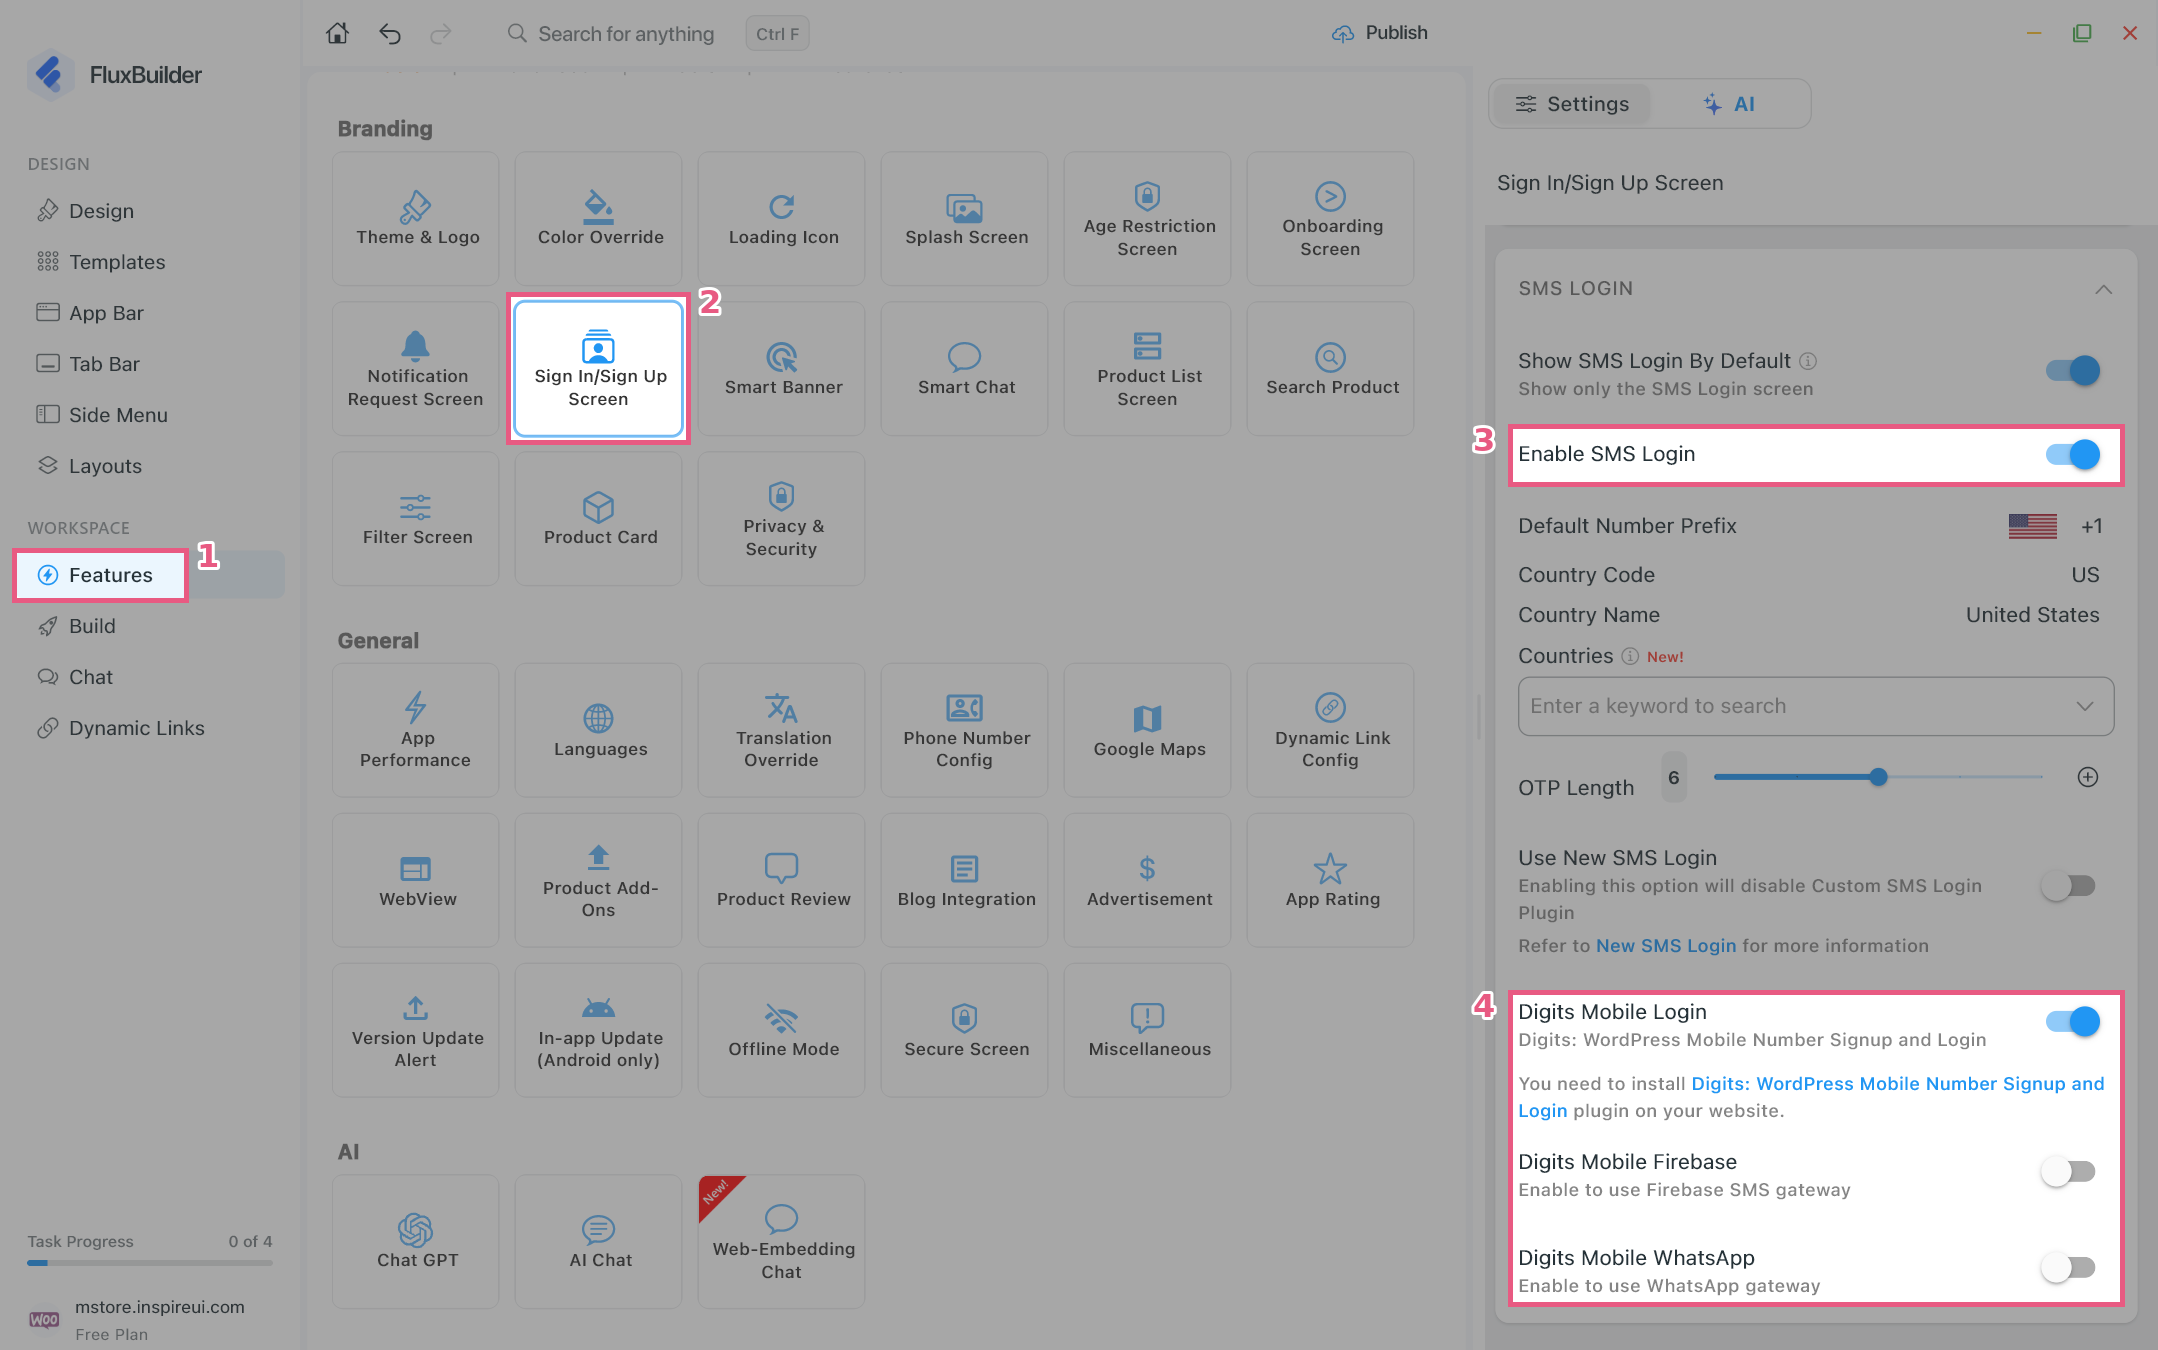 FluxBuilder
Search for anything
Ctrl F
Publish
DESIGN
Design
Templates
App Bar
Tab Bar
Side Menu
Layouts
WORKSPACE
1
Features
Build
Chat
Dynamic Links
Task Progress
0 of 4
mstore.inspireui.com
Free Plan
WOO
Branding
Theme & Logo
Color Override
Loading Icon
Splash Screen
Age Restriction
Screen
Onboarding
Screen
2
Notification
Request Screen
Sign In/Sign Up
Screen
Smart Banner
Smart Chat
Product List
Screen
Search Product
Filter Screen
Product Card
Privacy &
Security
General
App
Performance
Languages
Translation
Override
Phone Number
Config
Google Maps
Dynamic Link
Config
WebView
Product Add-
Ons
Product Review
Blog Integration
Advertisement
App Rating
Version Update
Alert
In-app Update
(Android only)
Offline Mode
Secure Screen
Miscellaneous
AI
Chat GPT
AI Chat
New!
Web-Embedding
Chat
Settings
AI
Sign In/Sign Up Screen
SMS LOGIN
Show SMS Login By Default
Show only the SMS Login screen
3
Enable SMS Login
Default Number Prefix
+1
Country Code
US
Country Name
United States
Countries
New!
Enter a keyword to search
OTP Length
6
Use New SMS Login
Enabling this option will disable Custom SMS Login
Plugin
Refer to New SMS Login for more information
4
Digits Mobile Login
Digits: WordPress Mobile Number Signup and Login
You need to install Digits: WordPress Mobile Number Signup and
Login plugin on your website.
Digits Mobile Firebase
Enable to use Firebase SMS gateway
Digits Mobile WhatsApp
Enable to use WhatsApp gateway